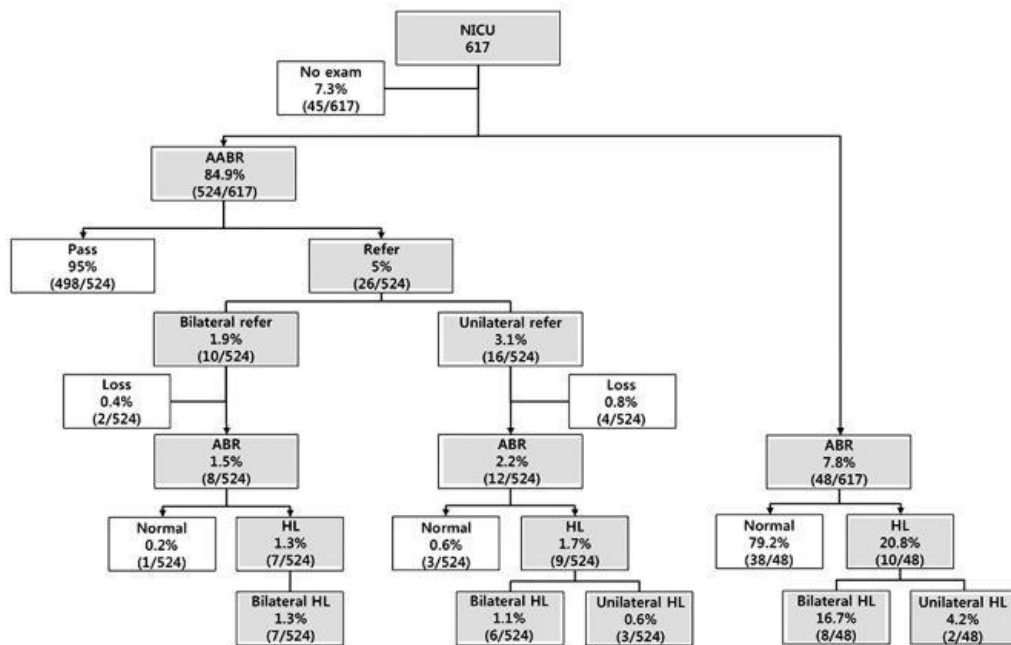 NICU
617
No exam
7.3%
(45/617)
AABR
84.9%
(524/617)
Pass
95%
(498/524)
Refer
5%
(26/524)
Bilateral refer
1.9%
(10/524)
Unilateral refer
3.1%
(16/524)
Loss
0.4%
(2/524)
Loss
0.8%
(4/524)
ABR
1.5%
(8/524)
ABR
2.2%
(12/524)
ABR
7.8%
(48/617)
Normal
0.2%
(1/524)
HL
1.3%
(7/524)
Normal
0.6%
(3/524)
HL
1.7%
(9/524)
Normal
79.2%
(38/48)
HL
20.8%
(10/48)
Bilateral HL
1.3%
(7/524)
Bilateral HL
1.1%
(6/524)
Unilateral HL
0.6%
(3/524)
Bilateral HL
16.7%
(8/48)
Unilateral HL
4.2%
(2/48)